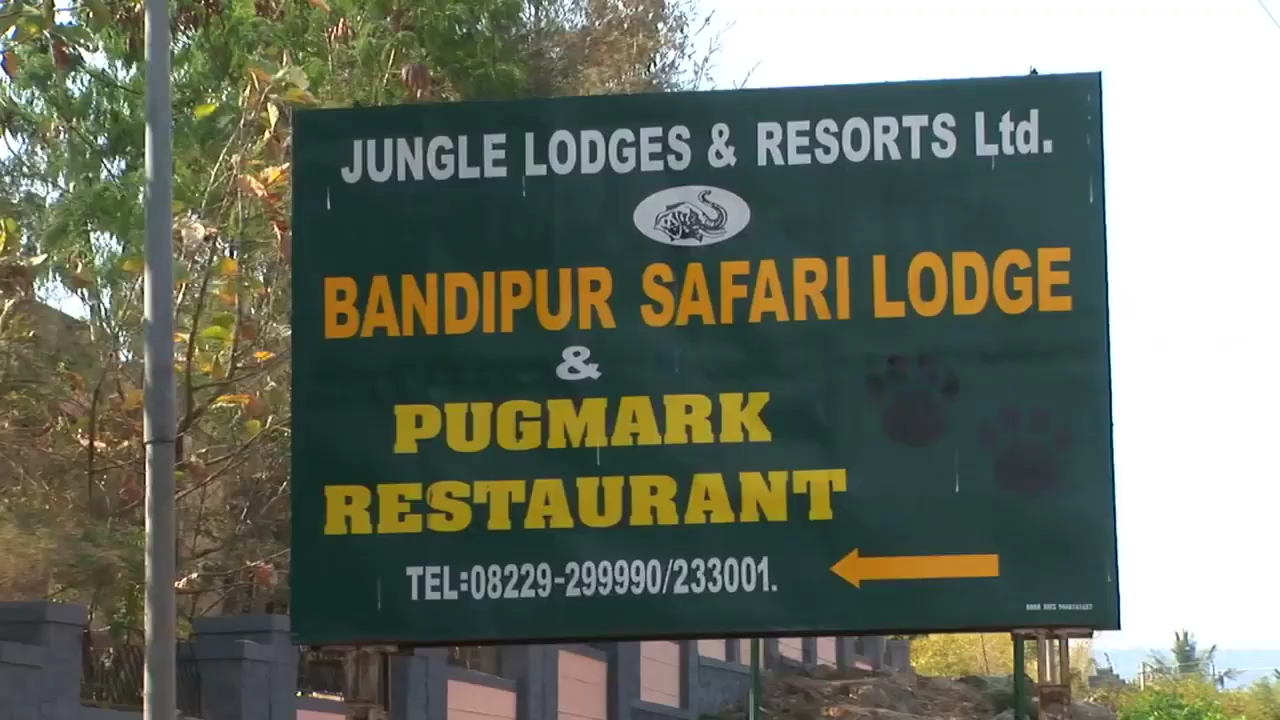 JUNGLE LODGES & RESORTS Ltd.
BANDIPUR SAFARI LODGE
&
PUGMARK
RESTAURANT
TEL:08229-299990/233001.